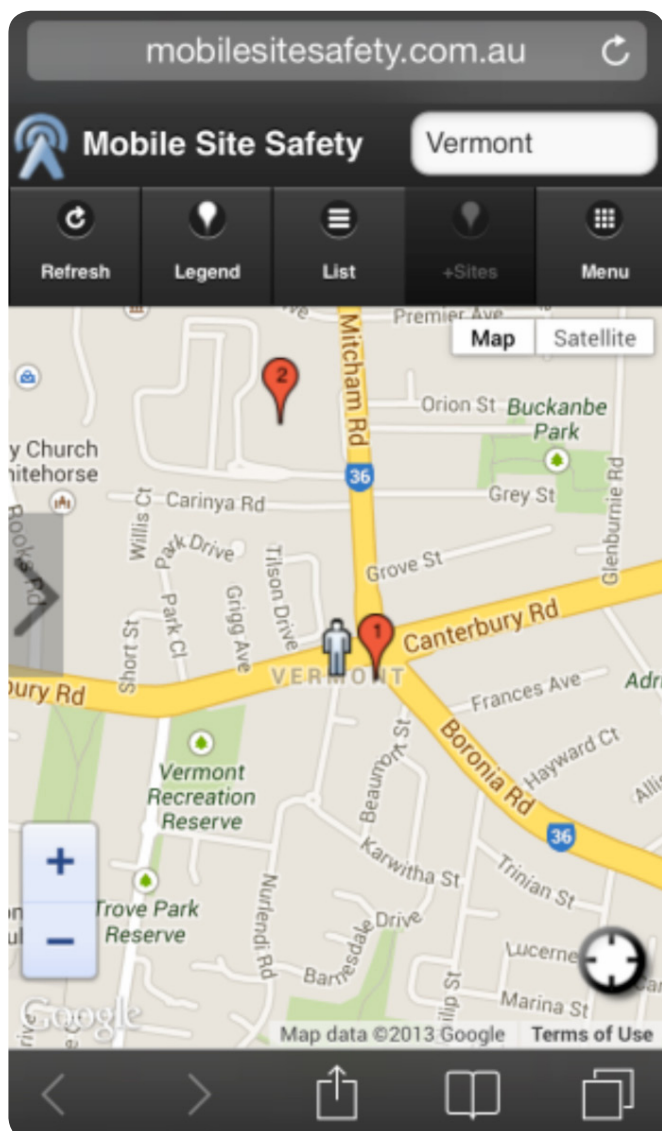 mobilesitesafety.com.au
Mobile Site Safety
Vermont
Refresh
Legend
List
+Sites
Menu
Premier Ave
Map
Satellite
Mitcham Rd
2
Orion St
Buckanbe
Park
y Church
hitehorse
36
Carinya Rd
Grey St
Willis Ct
Park Drive
Tilson Drive
Grove St
Glenburnie Rd
Grigg Ave
Park Cl
Short St
1
Canterbury Rd
VERMONT
bury Rd
Frances Ave
Adri
Boronia Rd
Hayward Ct
Vermont
Recreation
Reserve
Beaumont St
36
Karwitha St
Trinian St
+
Trove Park
Reserve
−
Nurlendi Rd
Barnesdale Drive
Lucerne
Marina St
Google
Map data ©2013 Google
Terms of Use